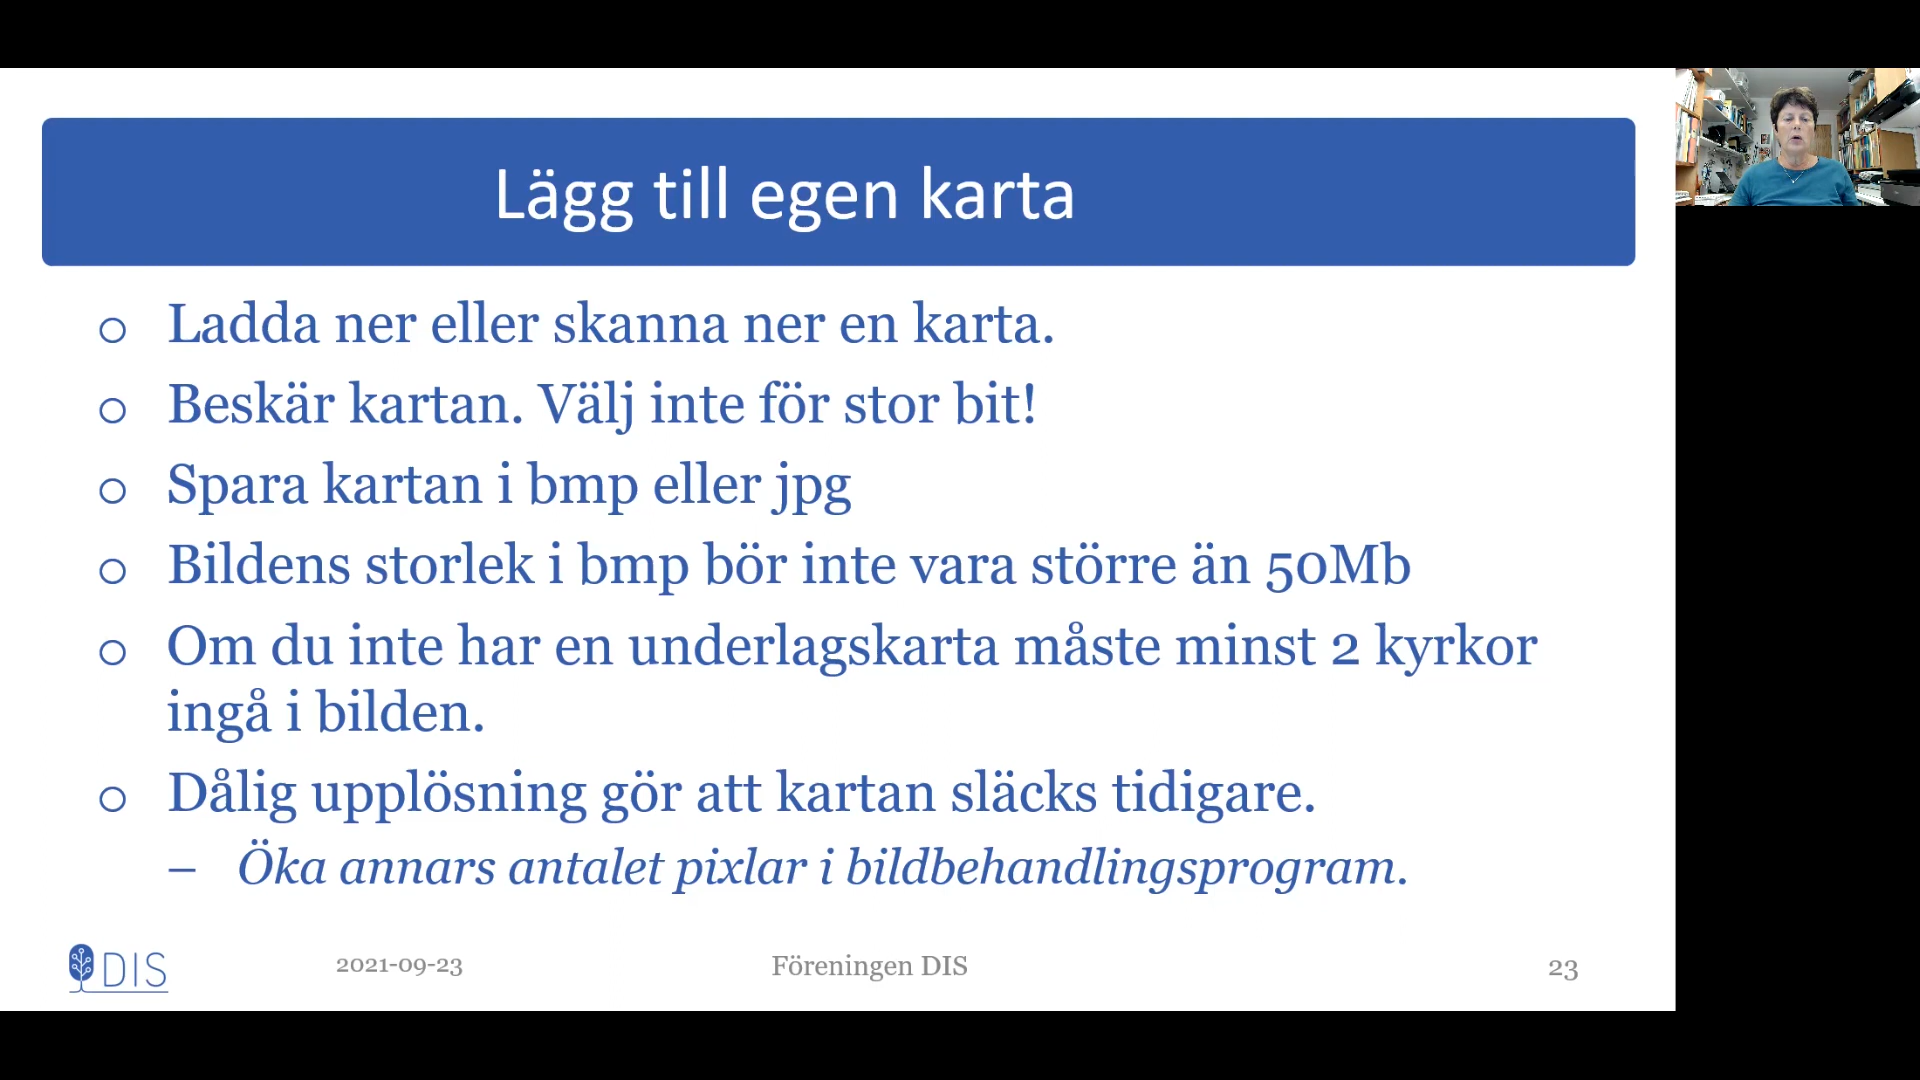 Lägg till egen karta
o Ladda ner eller skanna ner en karta.
o Beskär kartan. Välj inte för stor bit!
o Spara kartan i bmp eller jpg
o Bildens storlek i bmp bör inte vara större än 50Mb
o Om du inte har en underlagskarta måste minst 2 kyrkor
ingå i bilden.
o Dålig upplösning gör att kartan släcks tidigare.
– Öka annars antalet pixlar i bildbehandlingsprogram.
DIS 2021-09-23 Föreningen DIS 23